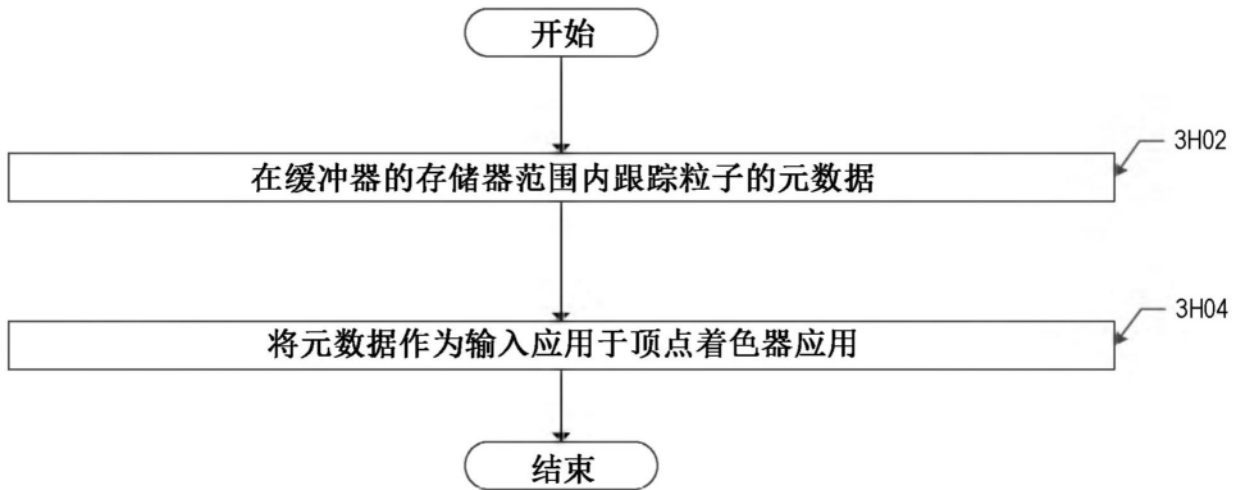 开始
3H02
在缓冲器的存储器范围内跟踪粒子的元数据
3H04
将元数据作为输入应用于顶点着色器应用
结束